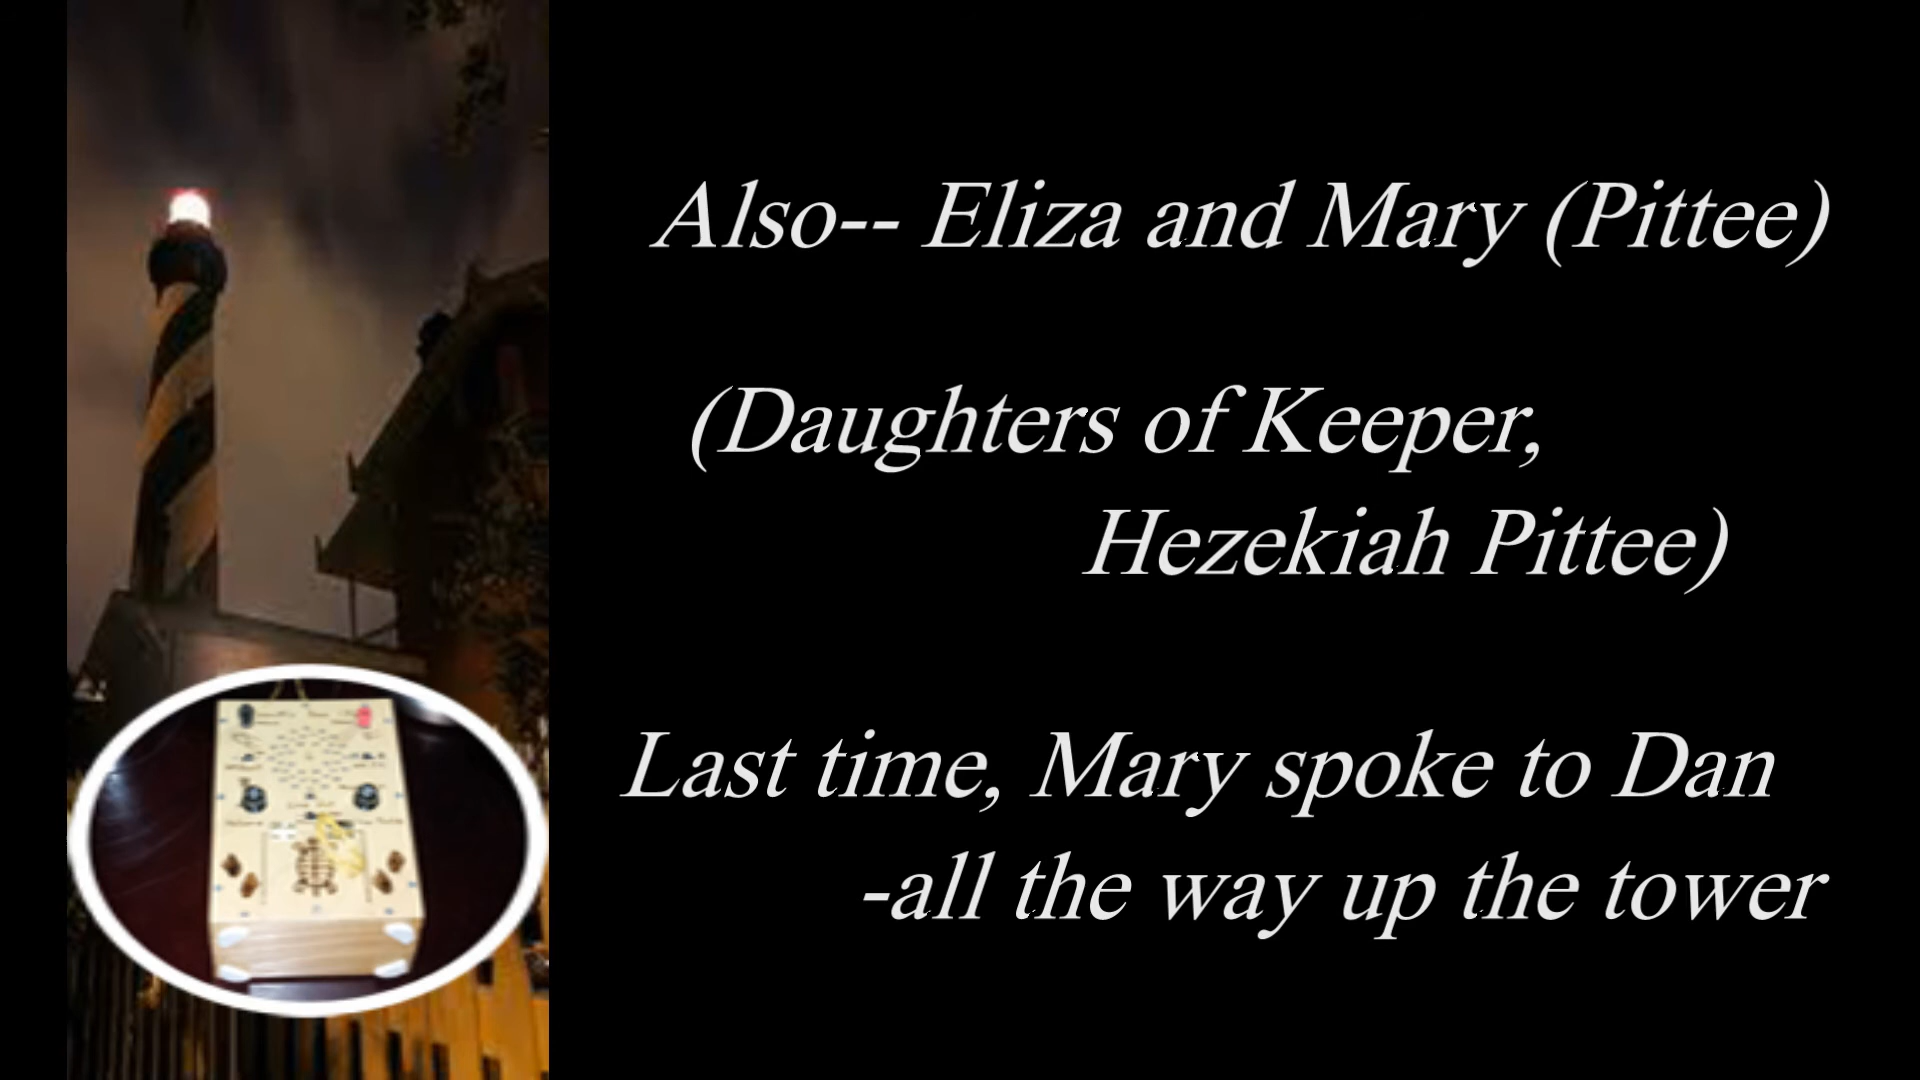 Also-- Eliza and Mary (Pittee)
(Daughters of Keeper,
Hezekiah Pittee)
Last time, Mary spoke to Dan
-all the way up the tower